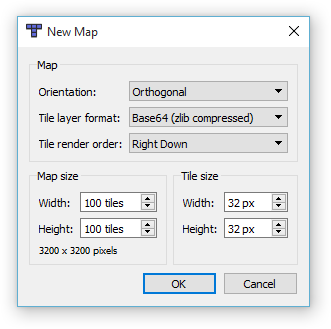 New Map
Map
Orientation: Orthogonal
Tile layer format: Base64 (zlib compressed)
Tile render order: Right Down
Map size
Width: 100 tiles
Height: 100 tiles
3200 x 3200 pixels
Tile size
Width: 32 px
Height: 32 px
OK Cancel